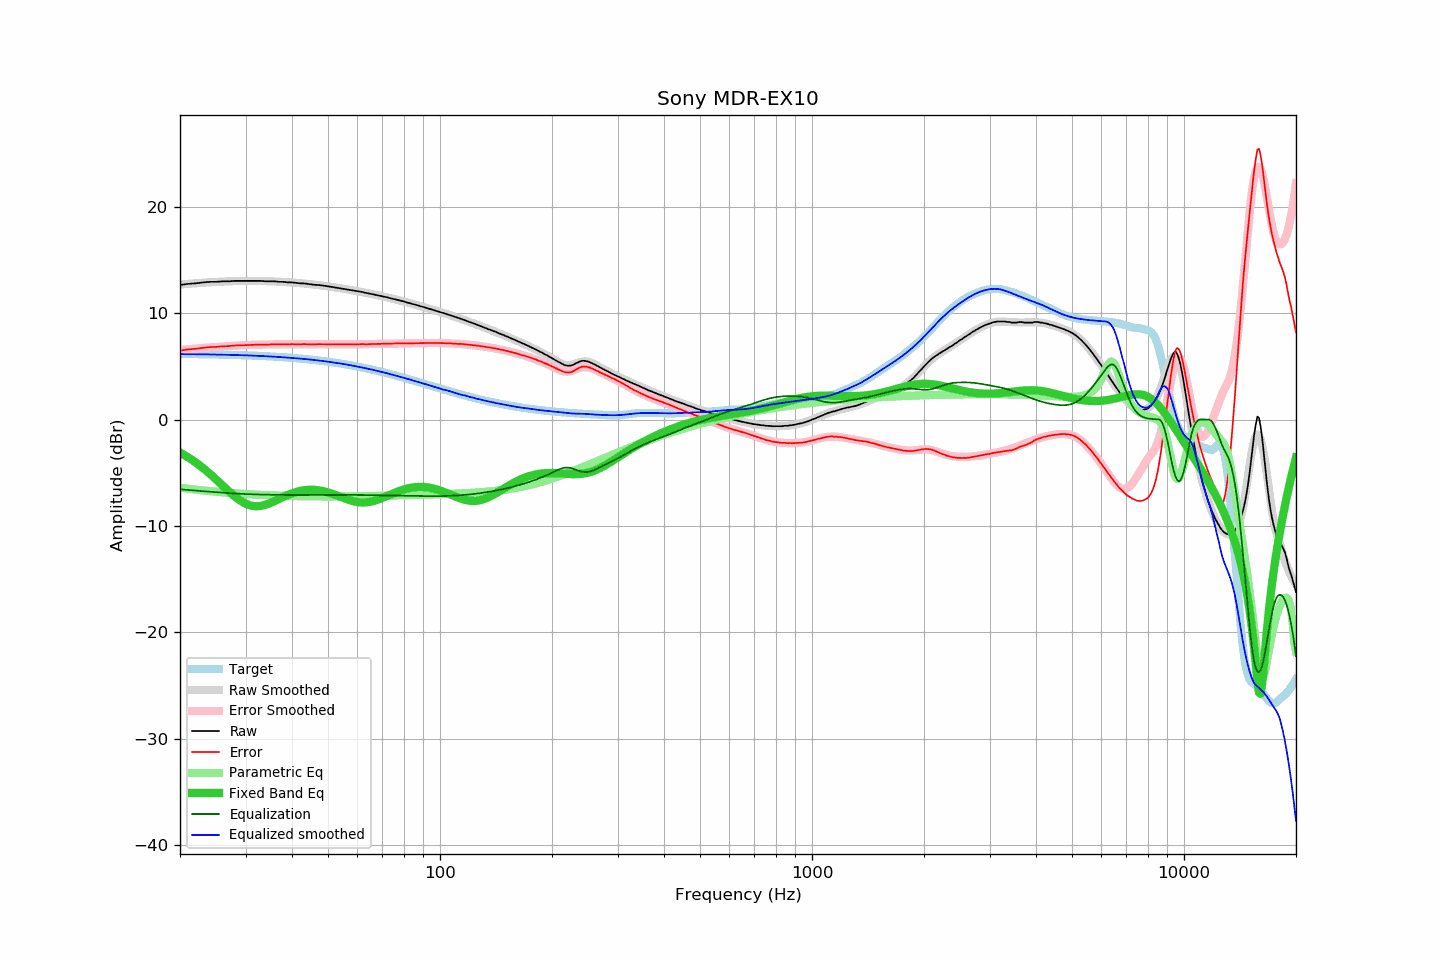 Sony MDR-EX10
20
10
0
−10
−20
−30
−40
Amplitude (dBr)
Target
Raw Smoothed
Error Smoothed
Raw
Error
Parametric Eq
Fixed Band Eq
Equalization
Equalized smoothed
100
1000
10000
Frequency (Hz)